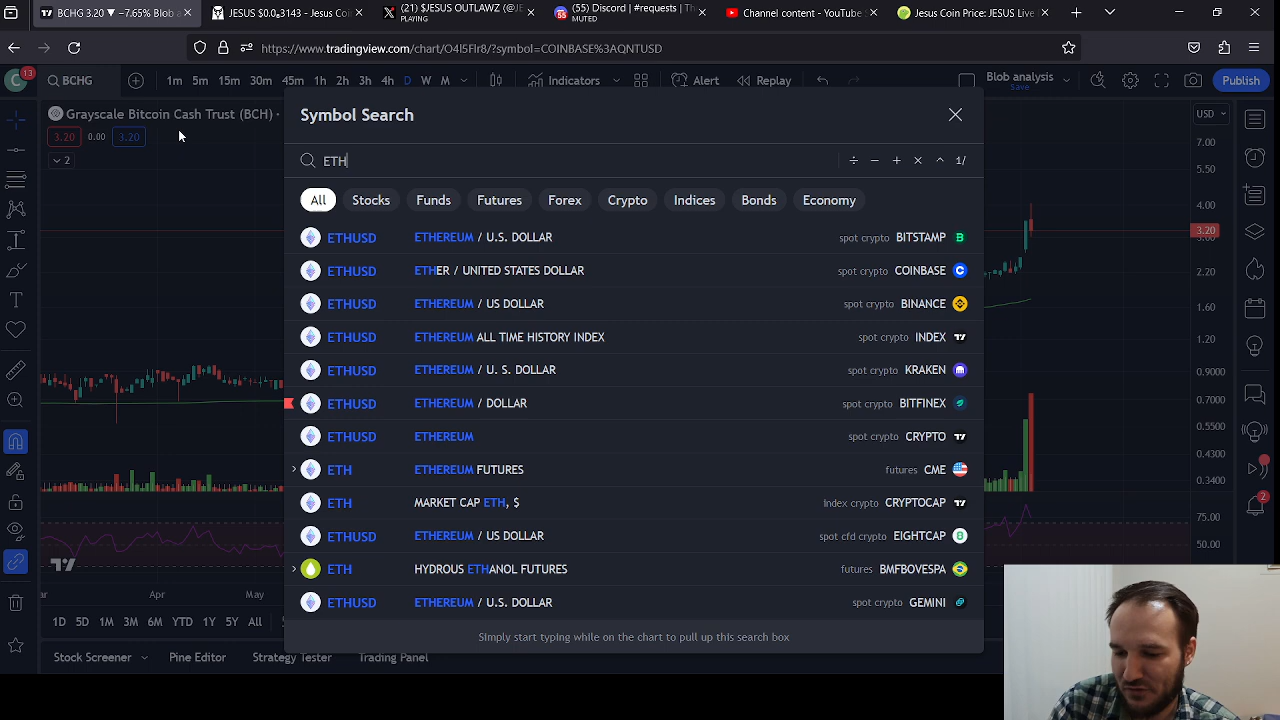 BCHG 3.20 ▼ −7.65% Blob a
JESUS $0.0₈3143 - Jesus Coi
(21) $JESUS OUTLAWZ (@JE
PLAYING
(55) Discord | #requests | Th
MUTED
Channel content - YouTube S
Jesus Coin Price: JESUS Live
https://www.tradingview.com/chart/O4I5FIr8/?symbol=COINBASE%3AQNTUSD
C 13 BCHG 1m 5m 15m 30m 45m 1h 2h 3h 4h D W M Indicators Alert Replay Blob analysis Publish
Save
Grayscale Bitcoin Cash Trust (BCH) ·
3.20 0.00 3.20
2
USD
Symbol Search
ETH
÷ − + × ^ 1/
All Stocks Funds Futures Forex Crypto Indices Bonds Economy
ETHUSD ETHEREUM / U.S. DOLLAR spot crypto BITSTAMP
ETHUSD ETHER / UNITED STATES DOLLAR spot crypto COINBASE
ETHUSD ETHEREUM / US DOLLAR spot crypto BINANCE
ETHUSD ETHEREUM ALL TIME HISTORY INDEX spot crypto INDEX
ETHUSD ETHEREUM / U. S. DOLLAR spot crypto KRAKEN
ETHUSD ETHEREUM / DOLLAR spot crypto BITFINEX
ETHUSD ETHEREUM spot crypto CRYPTO
ETH ETHEREUM FUTURES futures CME
ETH MARKET CAP ETH, $ index crypto CRYPTOCAP
ETHUSD ETHEREUM / US DOLLAR spot cfd crypto EIGHTCAP
ETH HYDROUS ETHANOL FUTURES futures BMFBOVESPA
ETHUSD ETHEREUM / U.S. DOLLAR spot crypto GEMINI
Simply start typing while on the chart to pull up this search box
7.00
5.50
4.00
3.20
2.20
1.60
1.20
0.9000
0.7000
0.5500
0.4300
0.3400
75.00
50.00
2
ar Apr May
1D 5D 1M 3M 6M YTD 1Y 5Y All
Stock Screener Pine Editor Strategy Tester Trading Panel